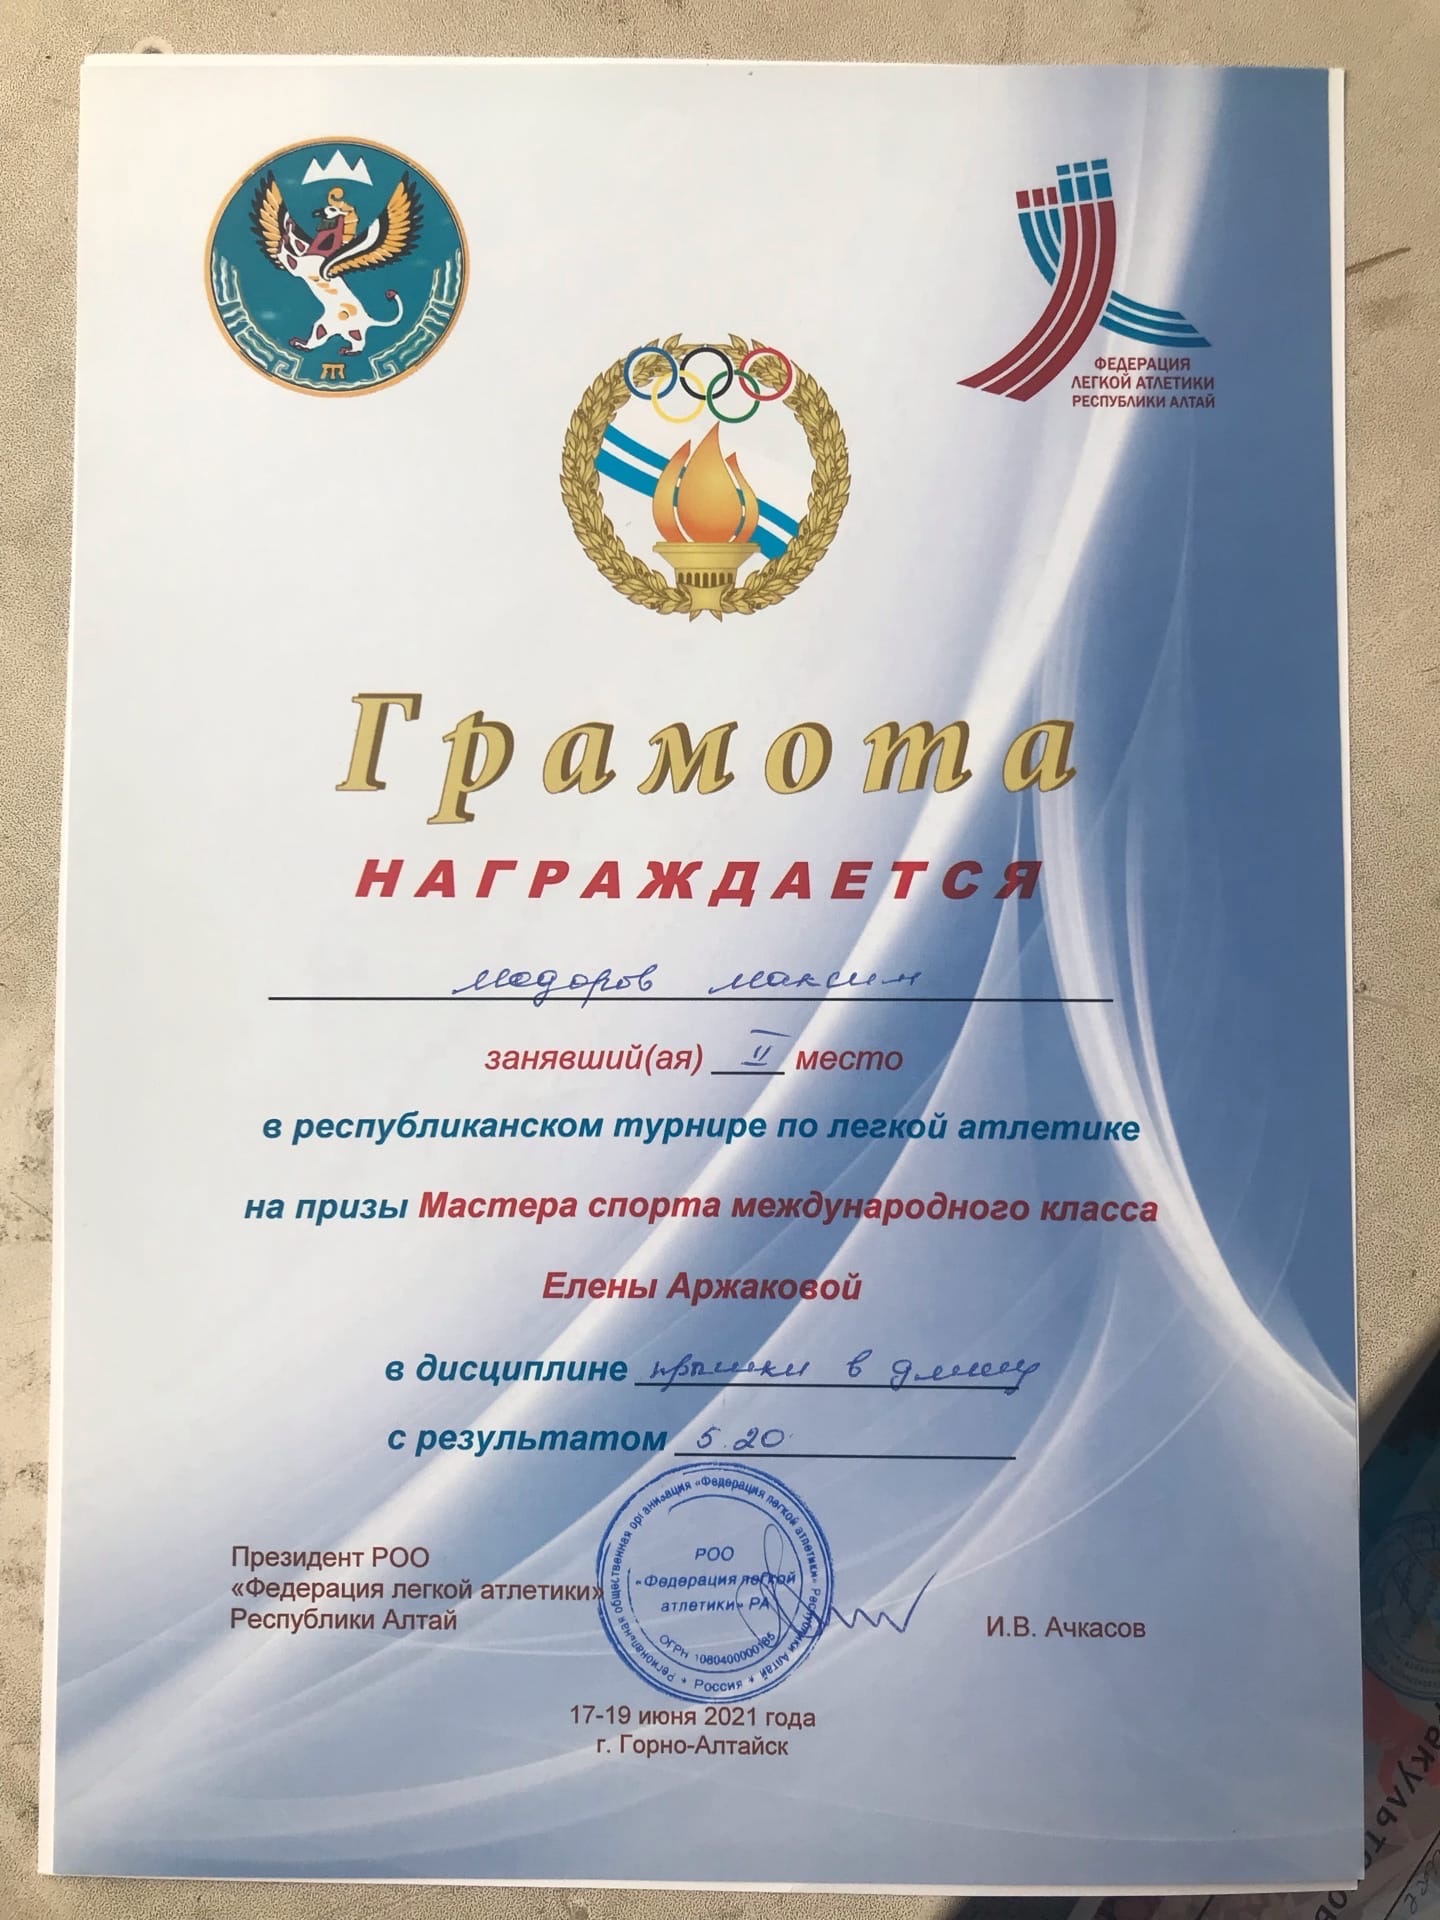 ФЕДЕРАЦИЯ
ЛЕГКОЙ АТЛЕТИКИ
РЕСПУБЛИКИ АЛТАЙ
Грамота
НАГРАЖДАЕТСЯ
Модоров Максим
занявший(ая) II место
в республиканском турнире по легкой атлетике
на призы Мастера спорта международного класса
Елены Аржаковой
в дисциплине прыжки в длину
с результатом 5.20
Президент РОО
«Федерация легкой атлетики»
Республики Алтай
Региональная общественная организация «Федерация легкой атлетики» Республики Алтай * Россия *
РОО
«Федерация легкой
атлетики» РА
ОГРН 1080400000185
И.В. Ачкасов
17-19 июня 2021 года
г. Горно-Алтайск